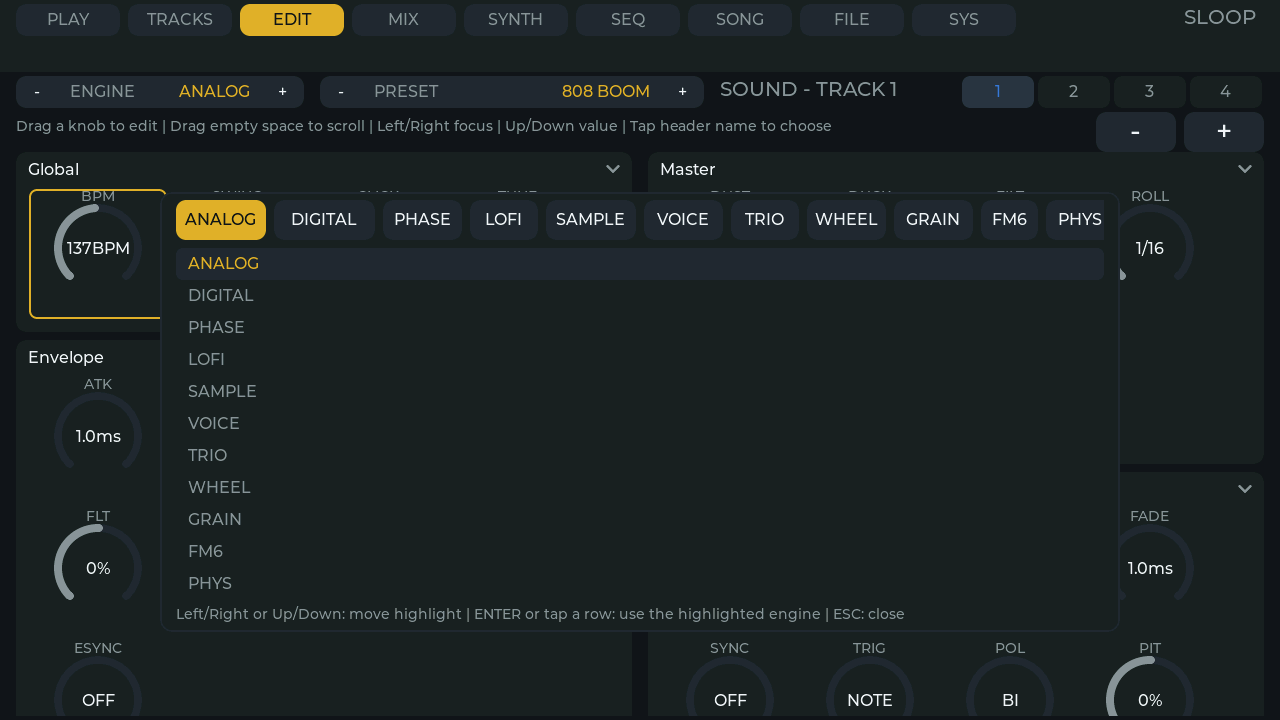 PLAY TRACKS EDIT MIX SYNTH SEQ SONG FILE SYS SLOOP
- ENGINE ANALOG + - PRESET 808 BOOM + SOUND - TRACK 1 1 2 3 4
Drag a knob to edit | Drag empty space to scroll | Left/Right focus | Up/Down value | Tap header name to choose - +
Global Master
BPM ROLL
137BPM 1/16
ANALOG DIGITAL PHASE LOFI SAMPLE VOICE TRIO WHEEL GRAIN FM6 PHYS
ANALOG
DIGITAL
PHASE
LOFI
SAMPLE
VOICE
TRIO
WHEEL
GRAIN
FM6
PHYS
Left/Right or Up/Down: move highlight | ENTER or tap a row: use the highlighted engine | ESC: close
Envelope
ATK
1.0ms
FLT FADE
0% 1.0ms
ESYNC SYNC TRIG POL PIT
OFF OFF NOTE BI 0%